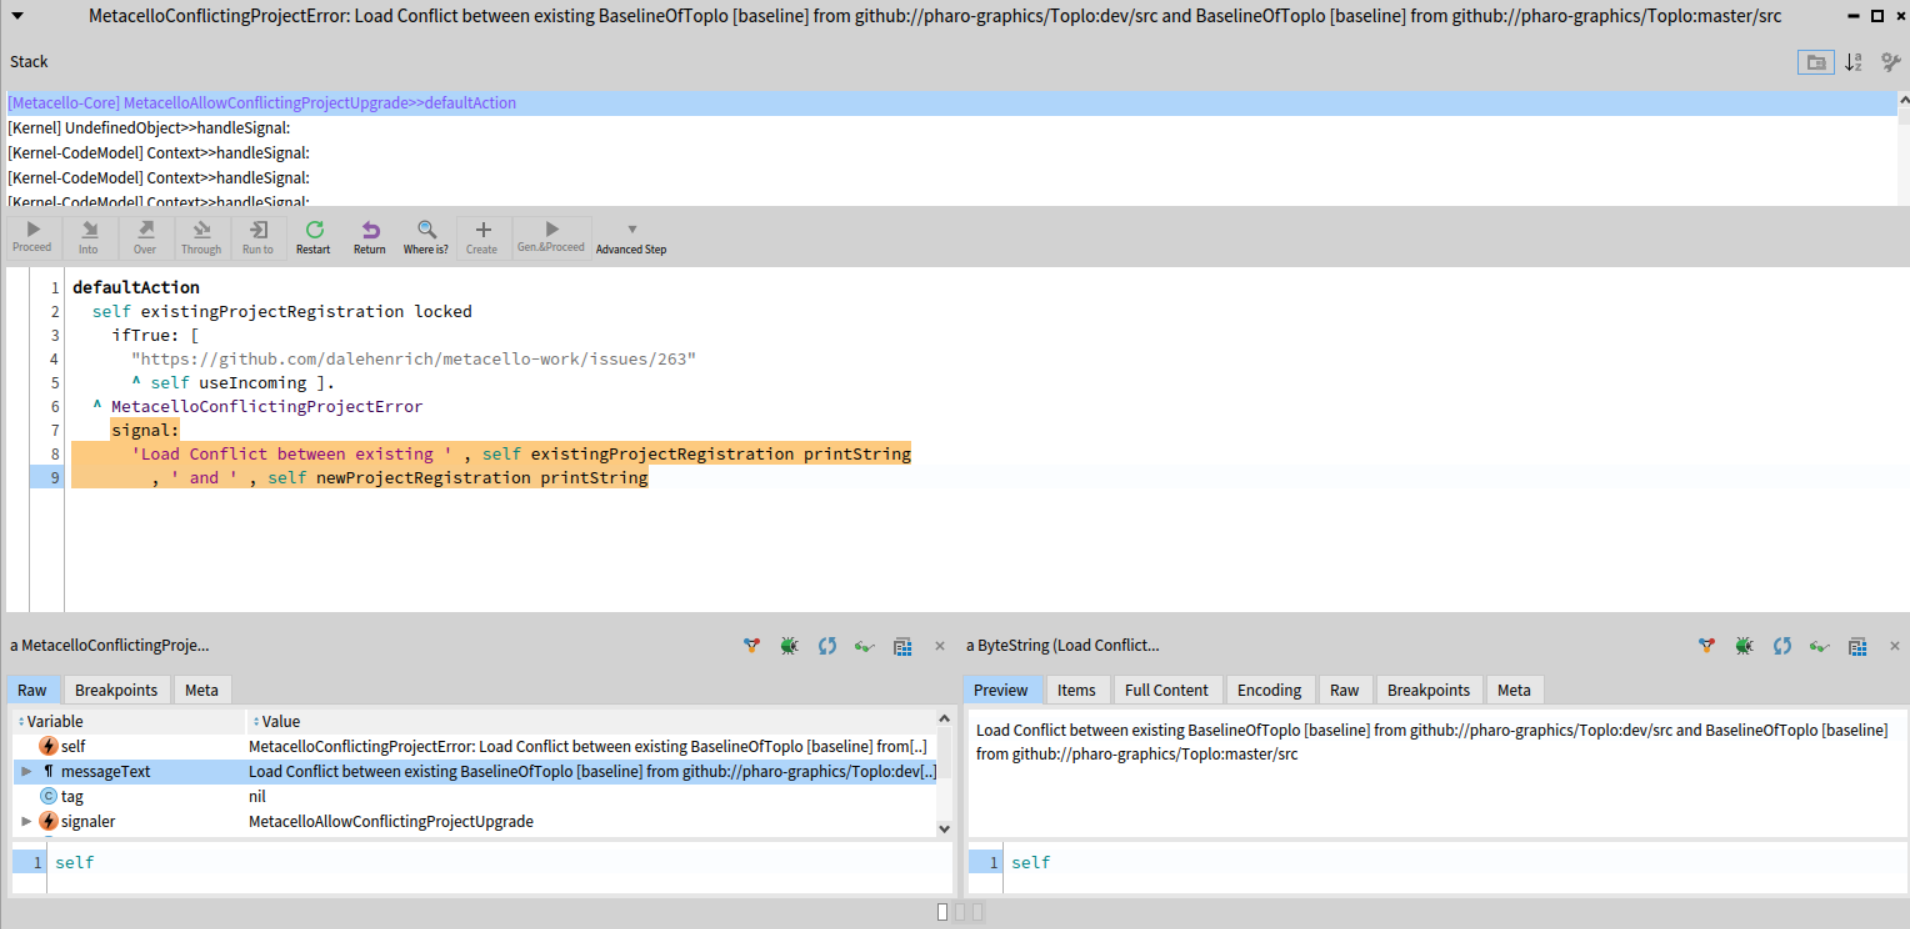 MetacelloConflictingProjectError: Load Conflict between existing BaselineOfToplo [baseline] from github://pharo-graphics/Toplo:dev/src and BaselineOfToplo [baseline] from github://pharo-graphics/Toplo:master/src
Stack
[Metacello-Core] MetacelloAllowConflictingProjectUpgrade>>defaultAction
[Kernel] UndefinedObject>>handleSignal:
[Kernel-CodeModel] Context>>handleSignal:
[Kernel-CodeModel] Context>>handleSignal:
[Kernel-CodeModel] Context>>handleSignal:
Proceed Into Over Through Run to Restart Return Where is? Create Gen.&Proceed Advanced Step
1 defaultAction
2 self existingProjectRegistration locked
3 ifTrue: [
4 "https://github.com/dalehenrich/metacello-work/issues/263"
5 ^ self useIncoming ].
6 ^ MetacelloConflictingProjectError
7 signal:
8 'Load Conflict between existing ' , self existingProjectRegistration printString
9 , ' and ' , self newProjectRegistration printString
a MetacelloConflictingProje...
Raw Breakpoints Meta
Variable Value
self MetacelloConflictingProjectError: Load Conflict between existing BaselineOfToplo [baseline] from[..]
¶ messageText Load Conflict between existing BaselineOfToplo [baseline] from github://pharo-graphics/Toplo:dev[..]
C tag nil
signaler MetacelloAllowConflictingProjectUpgrade
1 self
a ByteString (Load Conflict...
Preview Items Full Content Encoding Raw Breakpoints Meta
Load Conflict between existing BaselineOfToplo [baseline] from github://pharo-graphics/Toplo:dev/src and BaselineOfToplo [baseline]
from github://pharo-graphics/Toplo:master/src
1 self